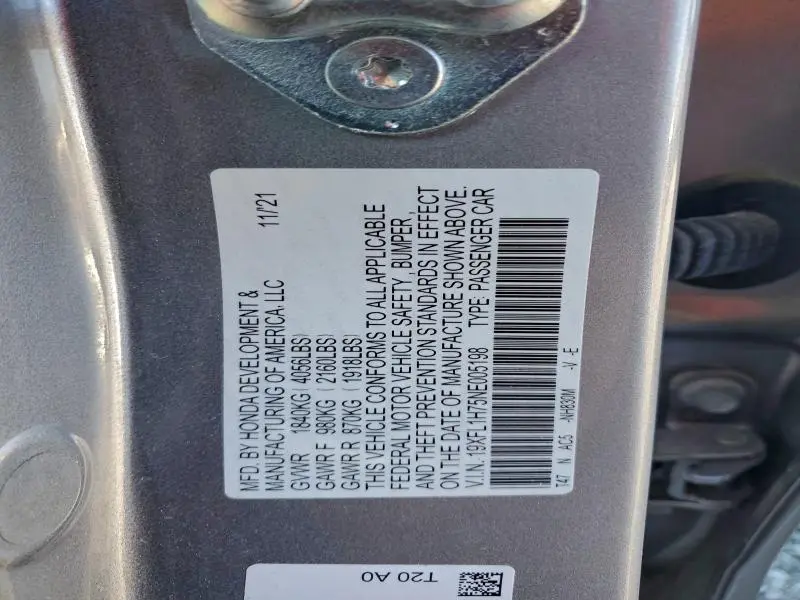 MFD. BY HONDA DEVELOPMENT &
MANUFACTURING OF AMERICA, LLC 11/'21
GVWR 1840KG ( 4056LBS)
GAWR F 980KG ( 2160LBS)
GAWR R 870KG ( 1918LBS)
THIS VEHICLE CONFORMS TO ALL APPLICABLE
FEDERAL MOTOR VEHICLE SAFETY, BUMPER,
AND THEFT PREVENTION STANDARDS IN EFFECT
ON THE DATE OF MANUFACTURE SHOWN ABOVE.
V.I.N. 19XFL1H73NE005198 TYPE: PASSENGER CAR
T47 N AC5 -NH830M -V -E
T20 A0